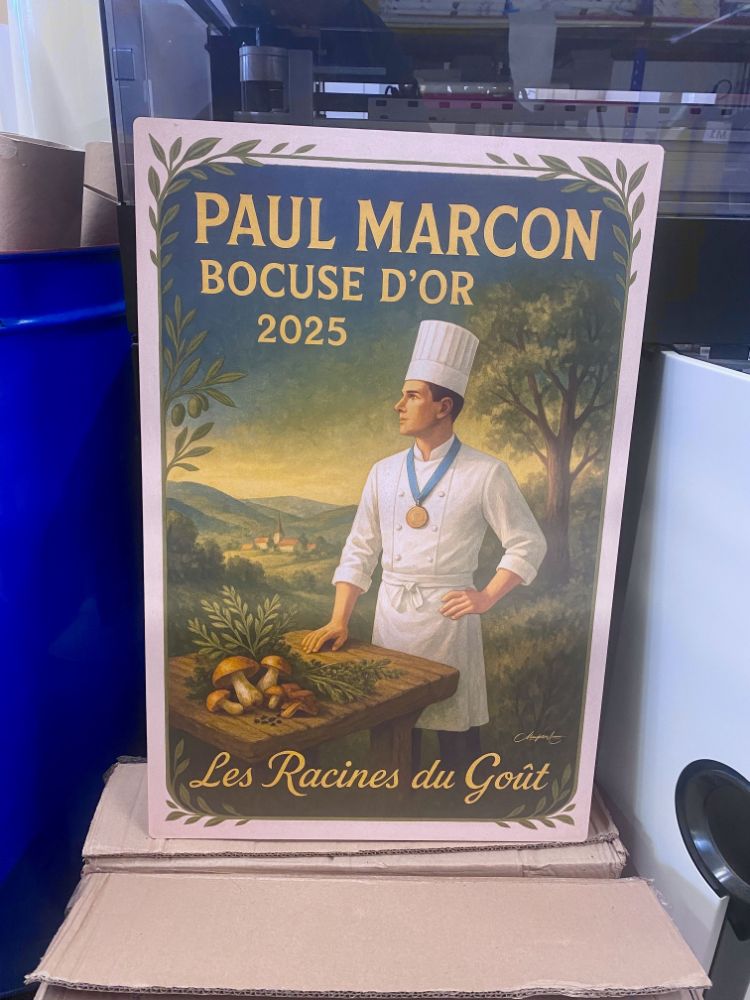 PAUL MARCON
BOCUSE D'OR
2025
Les Racines du Goût